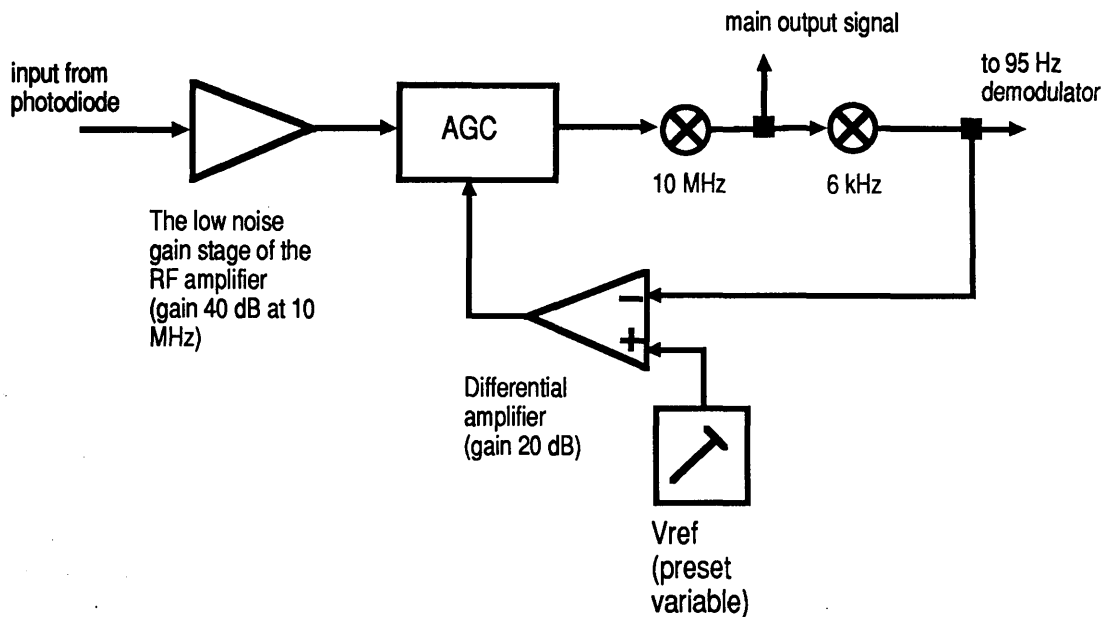 main output signal
input from
photodiode
to 95 Hz
demodulator
AGC
10 MHz
6 kHz
The low noise
gain stage of the
RF amplifier
(gain 40 dB at 10
MHz)
−
+
Differential
amplifier
(gain 20 dB)
Vref
(preset
variable)